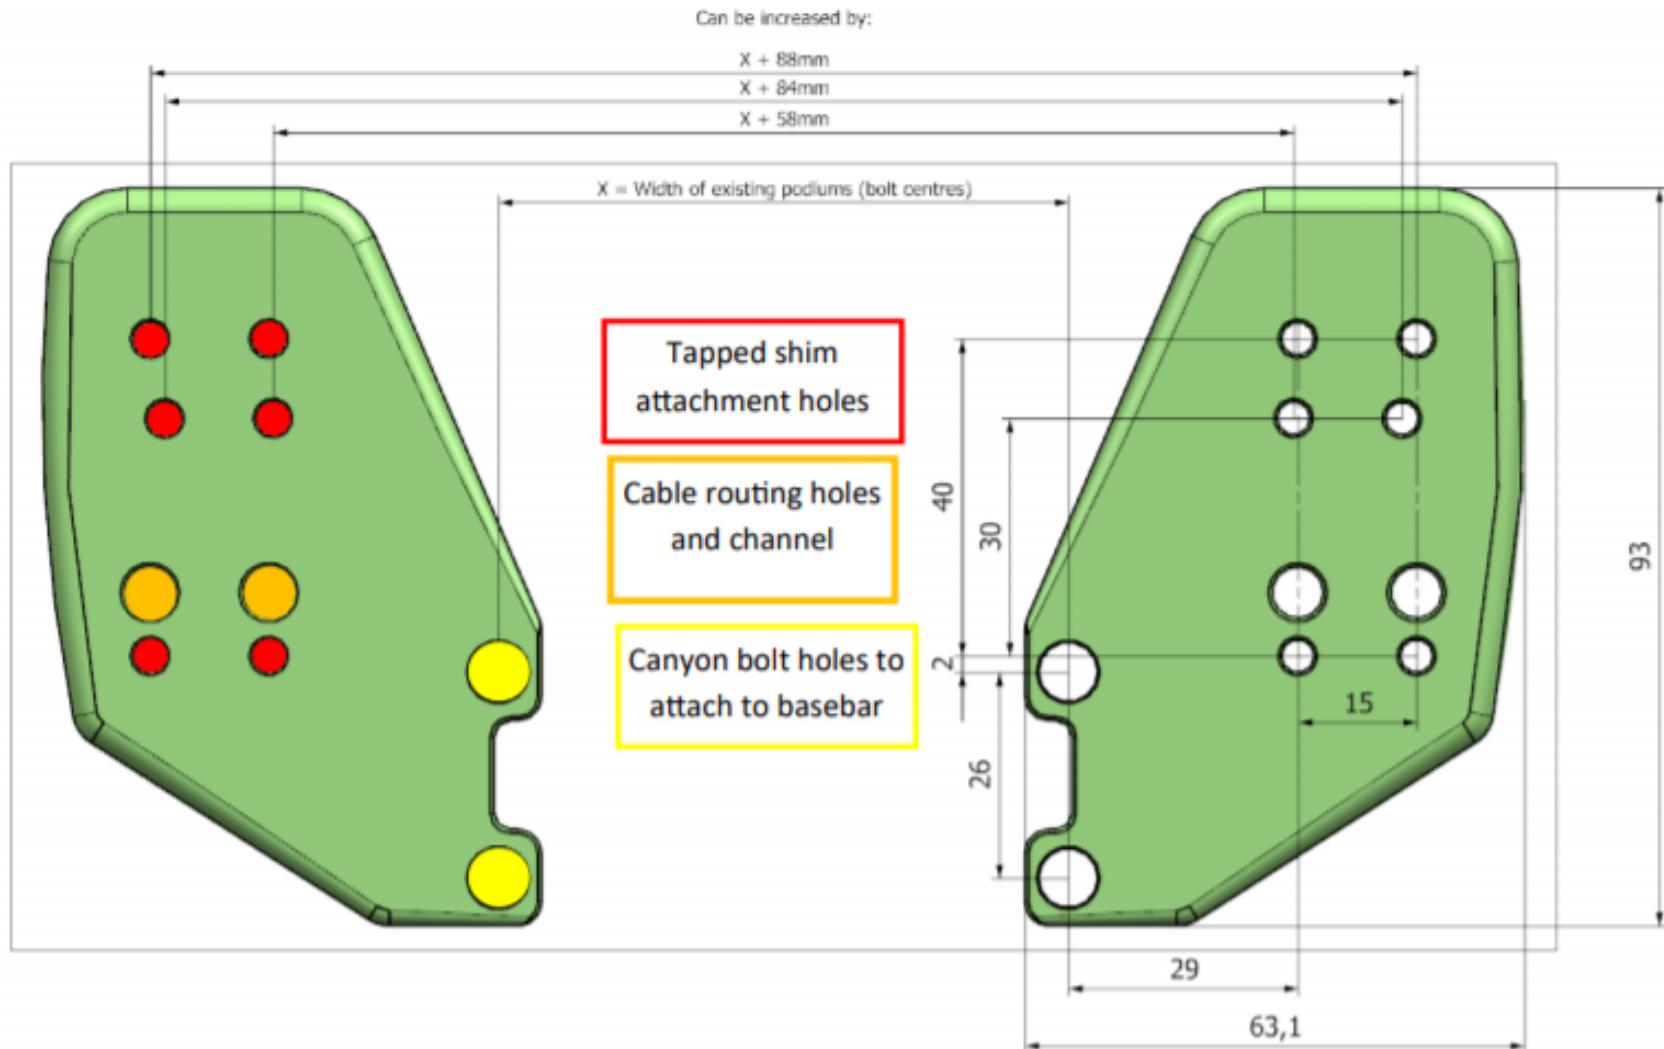 Can be increased by:
X + 88mm
X + 84mm
X + 58mm
X = Width of existing podiums (bolt centres)
Tapped shim
attachment holes
Cable routing holes
and channel
Canyon bolt holes to
attach to basebar
40
30
2
26
15
93
29
63,1